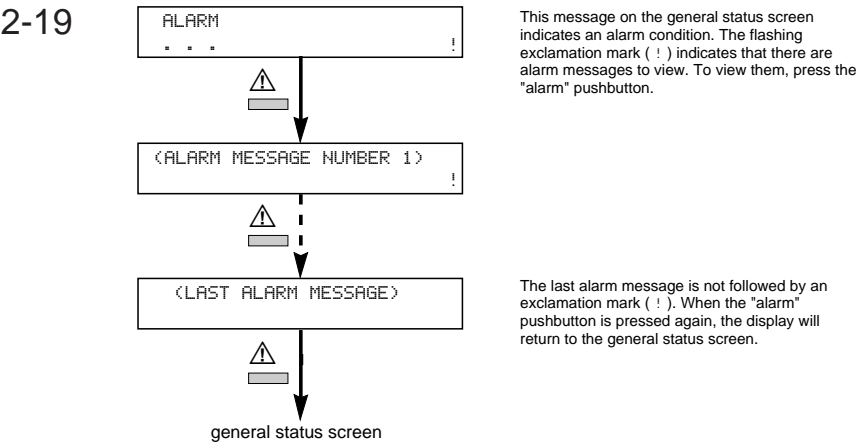 2-19
ALARM
. . . !
This message on the general status screen
indicates an alarm condition. The flashing
exclamation mark ( ! ) indicates that there are
alarm messages to view. To view them, press the
"alarm" pushbutton.
(ALARM MESSAGE NUMBER 1)
!
(LAST ALARM MESSAGE)
The last alarm message is not followed by an
exclamation mark ( ! ). When the "alarm"
pushbutton is pressed again, the display will
return to the general status screen.
general status screen